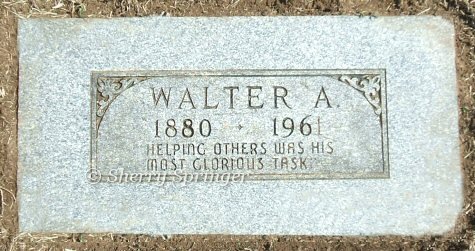 WALTER A.
1880 • 1961
HELPING OTHERS WAS HIS
MOST GLORIOUS TASK.
© Sherry Springer